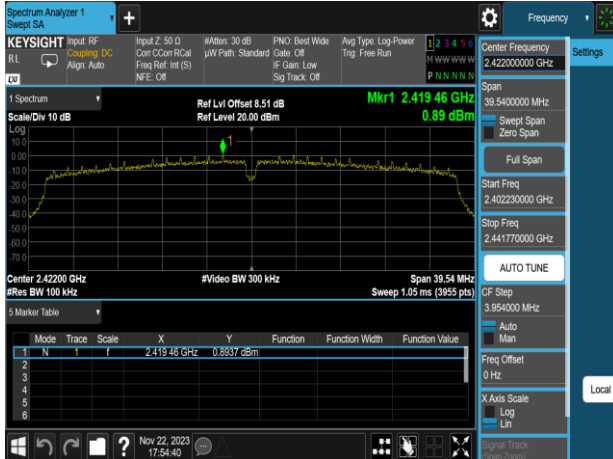 Spectrum Analyzer 1
Swept SA
+
Frequency
KEYSIGHT
RL
LXI
Input: RF
Coupling: DC
Align: Auto
Input Z: 50 Ω
Corr CCorr RCal
Freq Ref: Int (S)
NFE: Off
#Atten: 30 dB
µW Path: Standard
PNO: Best Wide
Gate: Off
IF Gain: Low
Sig Track: Off
Avg Type: Log-Power
Trig: Free Run
1 2 3 4 5 6
M W W W W W
P N N N N N
1 Spectrum
Scale/Div 10 dB
Ref Lvl Offset 8.51 dB
Ref Level 20.00 dBm
Mkr1 2.419 46 GHz
0.89 dBm
Log
10.0
0.00
-10.0
-20.0
-30.0
-40.0
-50.0
-60.0
-70.0
1
Center 2.42200 GHz
#Res BW 100 kHz
#Video BW 300 kHz
Span 39.54 MHz
Sweep 1.05 ms (3955 pts)
5 Marker Table
Mode Trace Scale X Y Function Function Width Function Value
1 N 1 f 2.419 46 GHz 0.8937 dBm
2
3
4
5
6
Nov 22, 2023
17:54:40
Center Frequency
2.422000000 GHz
Settings
Span
39.5400000 MHz
Swept Span
Zero Span
Full Span
Start Freq
2.402230000 GHz
Stop Freq
2.441770000 GHz
AUTO TUNE
CF Step
3.954000 MHz
Auto
Man
Freq Offset
0 Hz
X Axis Scale
Log
Lin
Local
Signal Track
(Span Zoom)